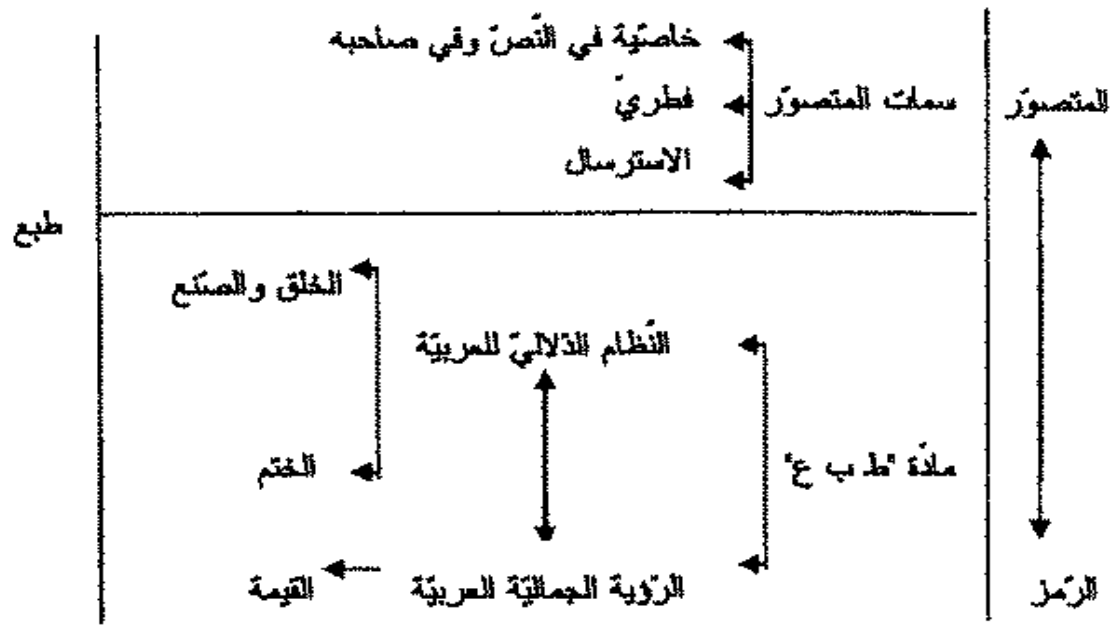 خاصّيّة في النّصّ وفي صاحبه
المتصوّر
سمات المتصوّر
فطريّ
الاسترسال
طبع
الخلق والصّنع
النّظام الدّلاليّ للعربيّة
مادّة "ط ب ع"
الختم
الرّمز
الرّؤية الجماليّة العربيّة
القيمة